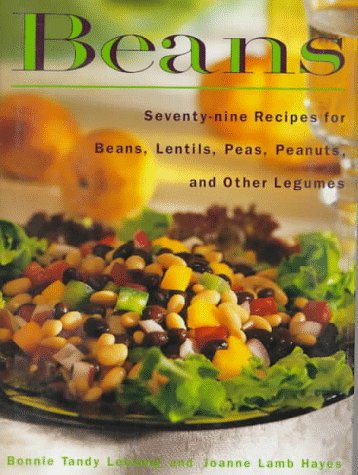 Beans
Seventy-nine Recipes for
Beans, Lentils, Peas, Peanuts,
and Other Legumes
Bonnie Tandy Leblang and Joanne Lamb Hayes